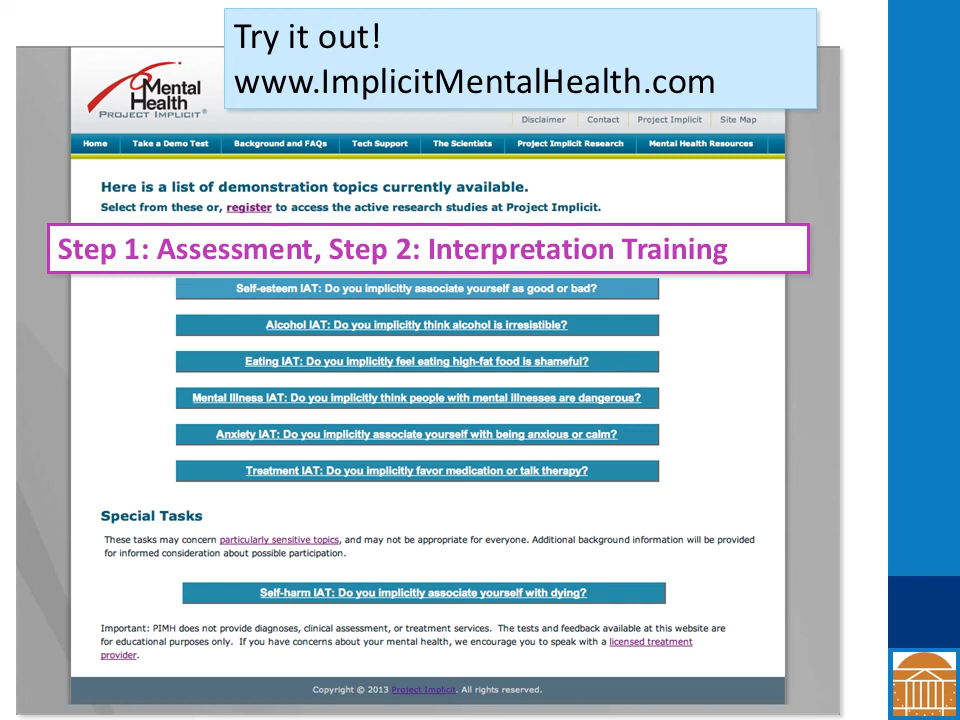 Try it out!
www.ImplicitMentalHealth.com
Mental
Health
PROJECT IMPLICIT®
Disclaimer
Contact
Project Implicit
Site Map
Home
Take a Demo Test
Background and FAQs
Tech Support
The Scientists
Project Implicit Research
Mental Health Resources
Here is a list of demonstration topics currently available.
Select from these or, register to access the active research studies at Project Implicit.
Step 1: Assessment, Step 2: Interpretation Training
Self-esteem IAT: Do you implicitly associate yourself as good or bad?
Alcohol IAT: Do you implicitly think alcohol is irresistible?
Eating IAT: Do you implicitly feel eating high-fat food is shameful?
Mental Illness IAT: Do you implicitly think people with mental illnesses are dangerous?
Anxiety IAT: Do you implicitly associate yourself with being anxious or calm?
Treatment IAT: Do you implicitly favor medication or talk therapy?
Special Tasks
These tasks may concern particularly sensitive topics, and may not be appropriate for everyone. Additional background information will be provided
for informed consideration about possible participation.
Self-harm IAT: Do you implicitly associate yourself with dying?
Important: PIMH does not provide diagnoses, clinical assessment, or treatment services. The tests and feedback available at this website are
for educational purposes only. If you have concerns about your mental health, we encourage you to speak with a licensed treatment
provider.
Copyright © 2013 Project Implicit. All rights reserved.